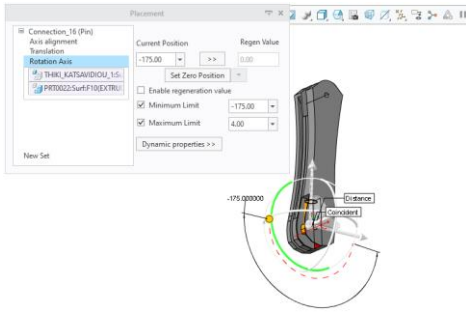 Placement
Connection_16 (Pin)
Axis alignment
Translation
Rotation Axis
THIKI_KATSAVIDIOU_1:S
PRT0022:Surf:F10(EXTRU
New Set
Current Position
Regen Value
-175.00
>>
0.00
Set Zero Position
Enable regeneration value
Minimum Limit
-175.00
Maximum Limit
4.00
Dynamic properties >>
-175.000000
Distance
Coincident